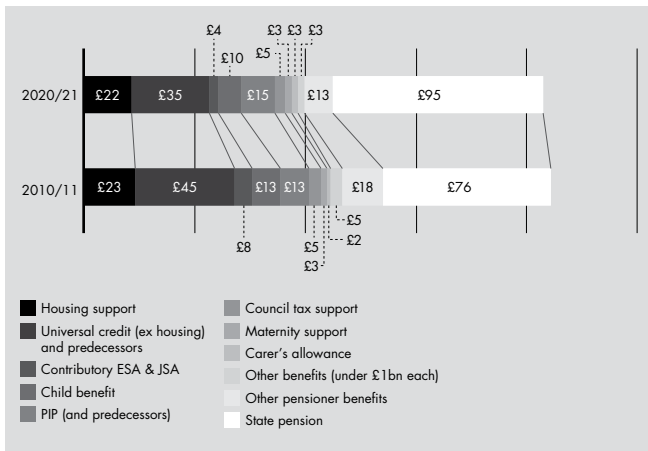 £4
£3 £3 £3
£5
£10
2020/21 £22 £35 £15 £13 £95
2010/11 £23 £45 £13 £13 £18 £76
£5
£8 £5 £2
£3
Housing support
Universal credit (ex housing)
and predecessors
Contributory ESA & JSA
Child benefit
PIP (and predecessors)
Council tax support
Maternity support
Carer's allowance
Other benefits (under £1bn each)
Other pensioner benefits
State pension